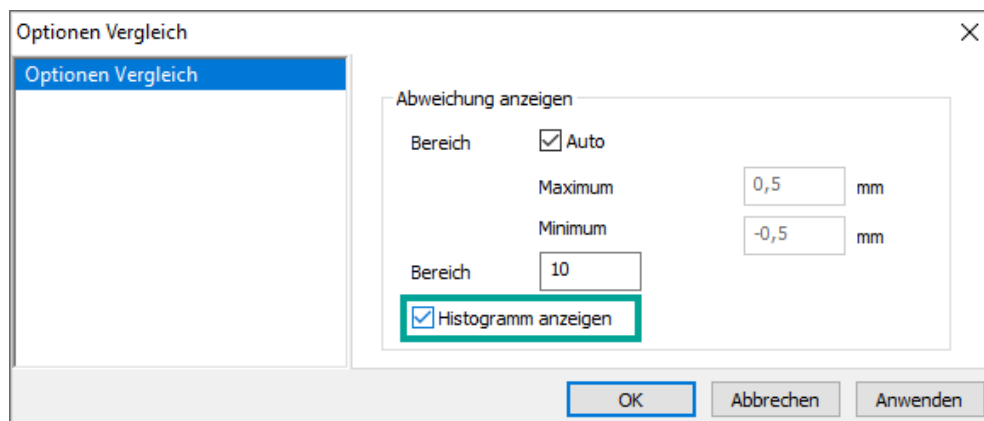 Optionen Vergleich
Optionen Vergleich
Abweichung anzeigen
Bereich Auto
Maximum 0,5 mm
Minimum -0,5 mm
Bereich 10
Histogramm anzeigen
OK Abbrechen Anwenden